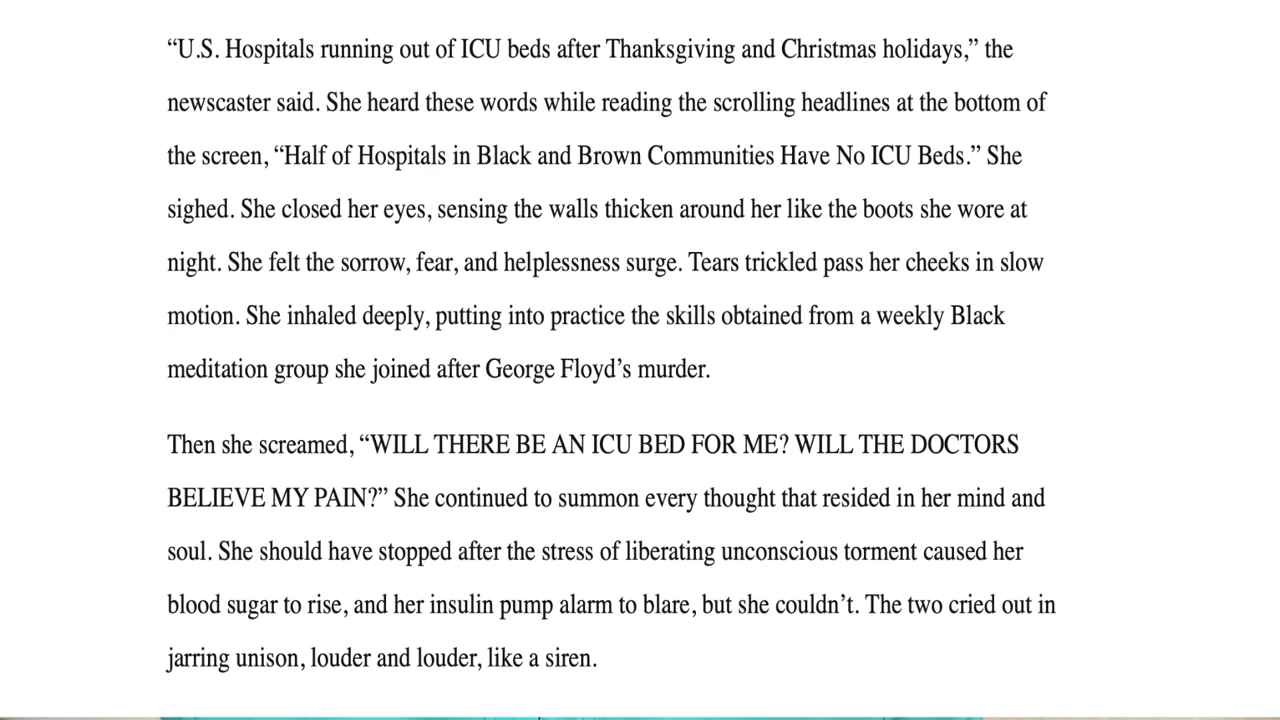 “U.S. Hospitals running out of ICU beds after Thanksgiving and Christmas holidays,” the
newscaster said. She heard these words while reading the scrolling headlines at the bottom of
the screen, “Half of Hospitals in Black and Brown Communities Have No ICU Beds.” She
sighed. She closed her eyes, sensing the walls thicken around her like the boots she wore at
night. She felt the sorrow, fear, and helplessness surge. Tears trickled pass her cheeks in slow
motion. She inhaled deeply, putting into practice the skills obtained from a weekly Black
meditation group she joined after George Floyd’s murder.
Then she screamed, “WILL THERE BE AN ICU BED FOR ME? WILL THE DOCTORS
BELIEVE MY PAIN?” She continued to summon every thought that resided in her mind and
soul. She should have stopped after the stress of liberating unconscious torment caused her
blood sugar to rise, and her insulin pump alarm to blare, but she couldn’t. The two cried out in
jarring unison, louder and louder, like a siren.